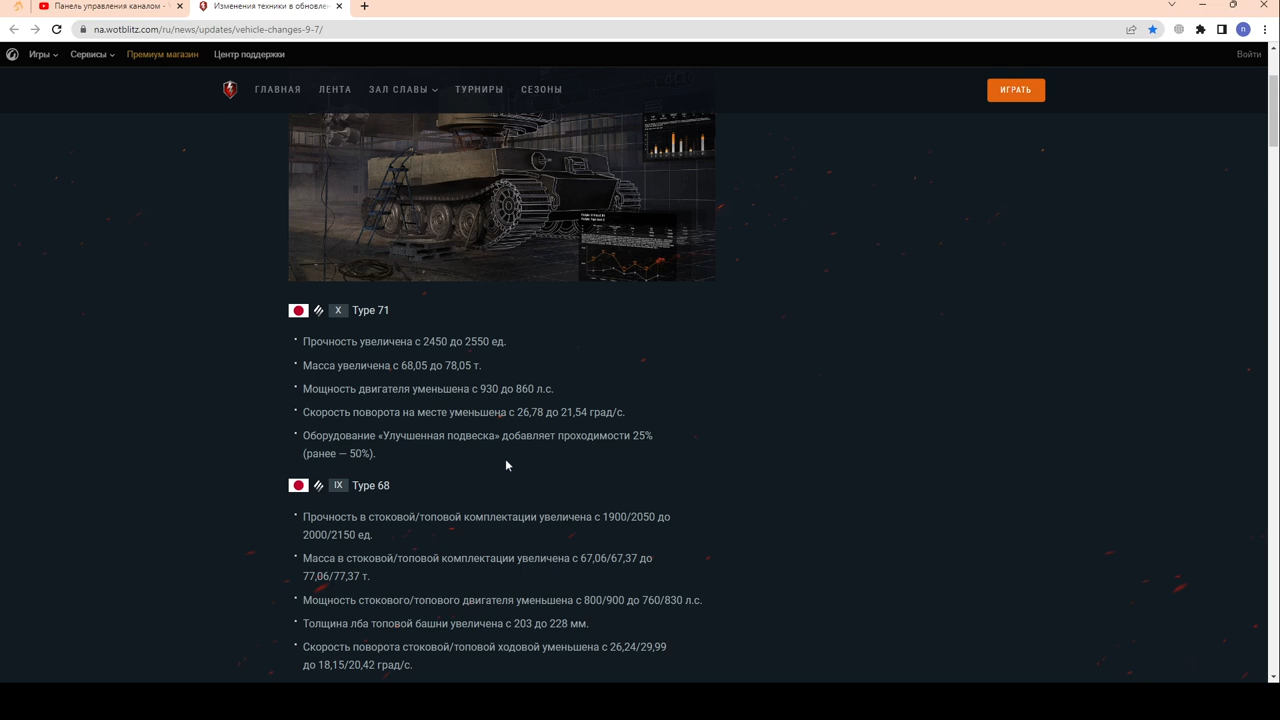 Панель управления каналом -
Изменения техники в обновлен
na.wotblitz.com/ru/news/updates/vehicle-changes-9-7/
n
Игры Сервисы Премиум магазин Центр поддержки Войти
ГЛАВНАЯ ЛЕНТА ЗАЛ СЛАВЫ ТУРНИРЫ СЕЗОНЫ ИГРАТЬ
X Type 71
Прочность увеличена с 2450 до 2550 ед.
Масса увеличена с 68,05 до 78,05 т.
Мощность двигателя уменьшена с 930 до 860 л.с.
Скорость поворота на месте уменьшена с 26,78 до 21,54 град/с.
Оборудование «Улучшенная подвеска» добавляет проходимости 25%
(ранее — 50%).
IX Type 68
Прочность в стоковой/топовой комплектации увеличена с 1900/2050 до
2000/2150 ед.
Масса в стоковой/топовой комплектации увеличена с 67,06/67,37 до
77,06/77,37 т.
Мощность стокового/топового двигателя уменьшена с 800/900 до 760/830 л.с.
Толщина лба топовой башни увеличена с 203 до 228 мм.
Скорость поворота стоковой/топовой ходовой уменьшена с 26,24/29,99
до 18,15/20,42 град/с.